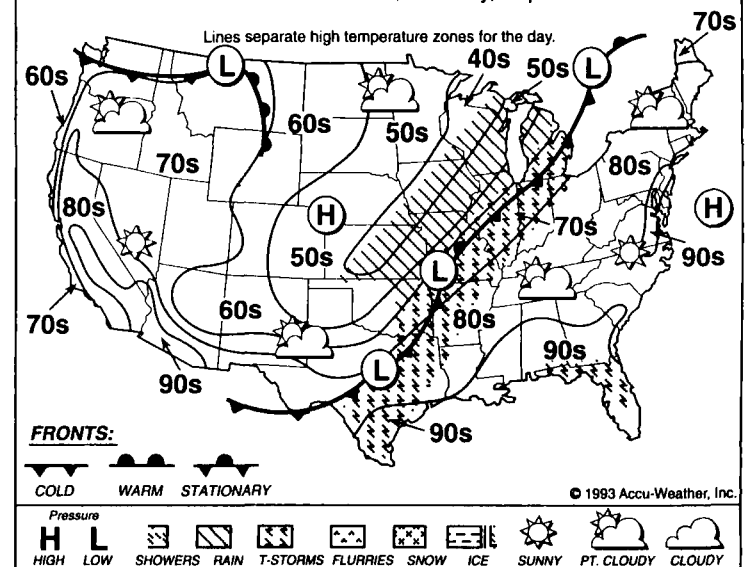 Lines separate high temperature zones for the day.
70s
60s
L
L
40s
50s
60s
50s
70s
80s
80s
H
H
70s
50s
90s
L
60s
80s
70s
90s
L
90s
90s
FRONTS:
COLD WARM STATIONARY
© 1993 Accu-Weather, Inc.
Pressure
H L
HIGH LOW SHOWERS RAIN T-STORMS FLURRIES SNOW ICE SUNNY PT. CLOUDY CLOUDY